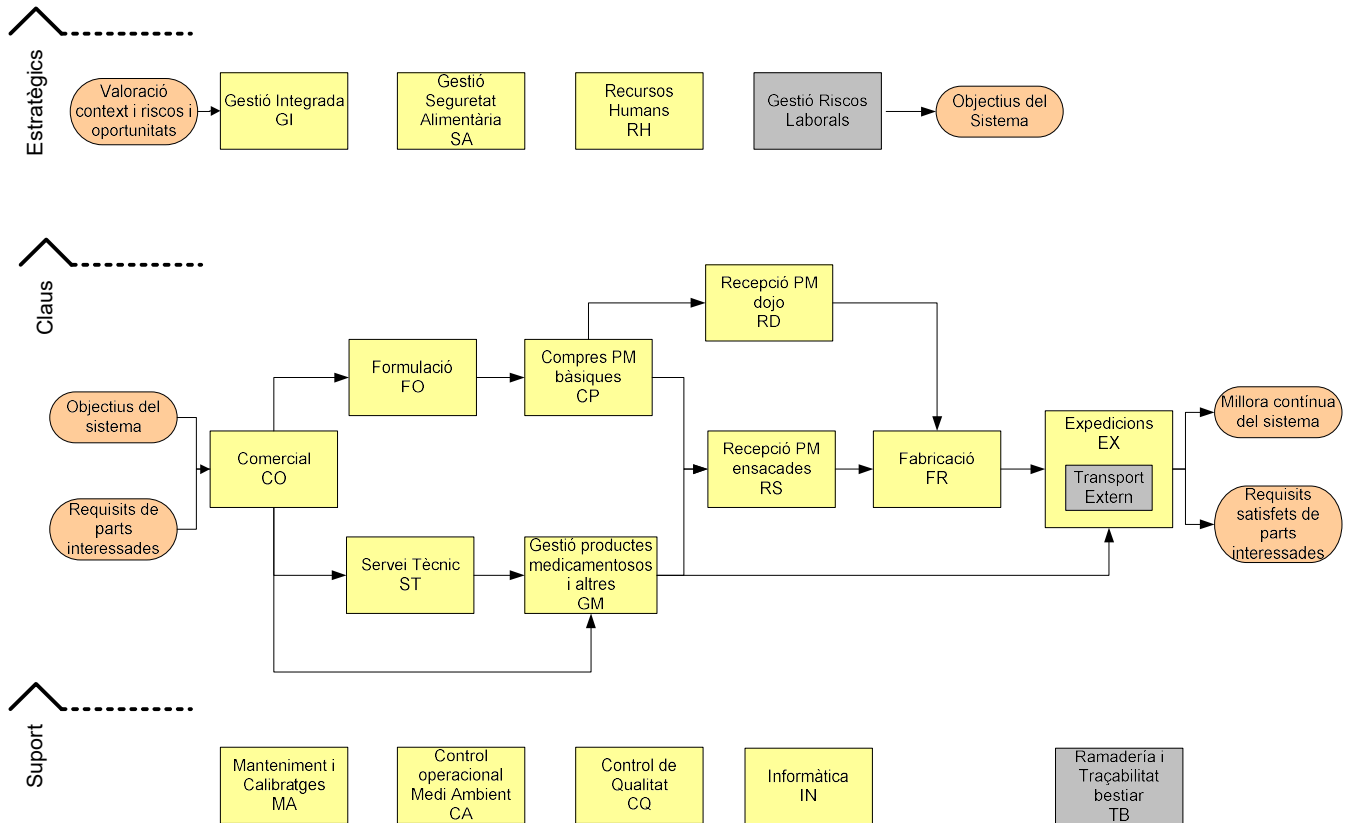 Estratègics
Valoració
context i riscos i
oportunitats
Gestió Integrada
GI
Gestió
Seguretat
Alimentària
SA
Recursos
Humans
RH
Gestió Riscos
Laborals
Objectius del
Sistema
Claus
Objectius del
sistema
Requisits de
parts
interessades
Comercial
CO
Formulació
FO
Compres PM
bàsiques
CP
Recepció PM
dojo
RD
Recepció PM
ensacades
RS
Fabricació
FR
Servei Tècnic
ST
Gestió productes
medicamentosos
i altres
GM
Expedicions
EX
Transport
Extern
Millora contínua
del sistema
Requisits
satisfets de
parts
interessades
Suport
Manteniment i
Calibratges
MA
Control
operacional
Medi Ambient
CA
Control de
Qualitat
CQ
Informàtica
IN
Ramadería i
Traçabilitat
bestiar
TB